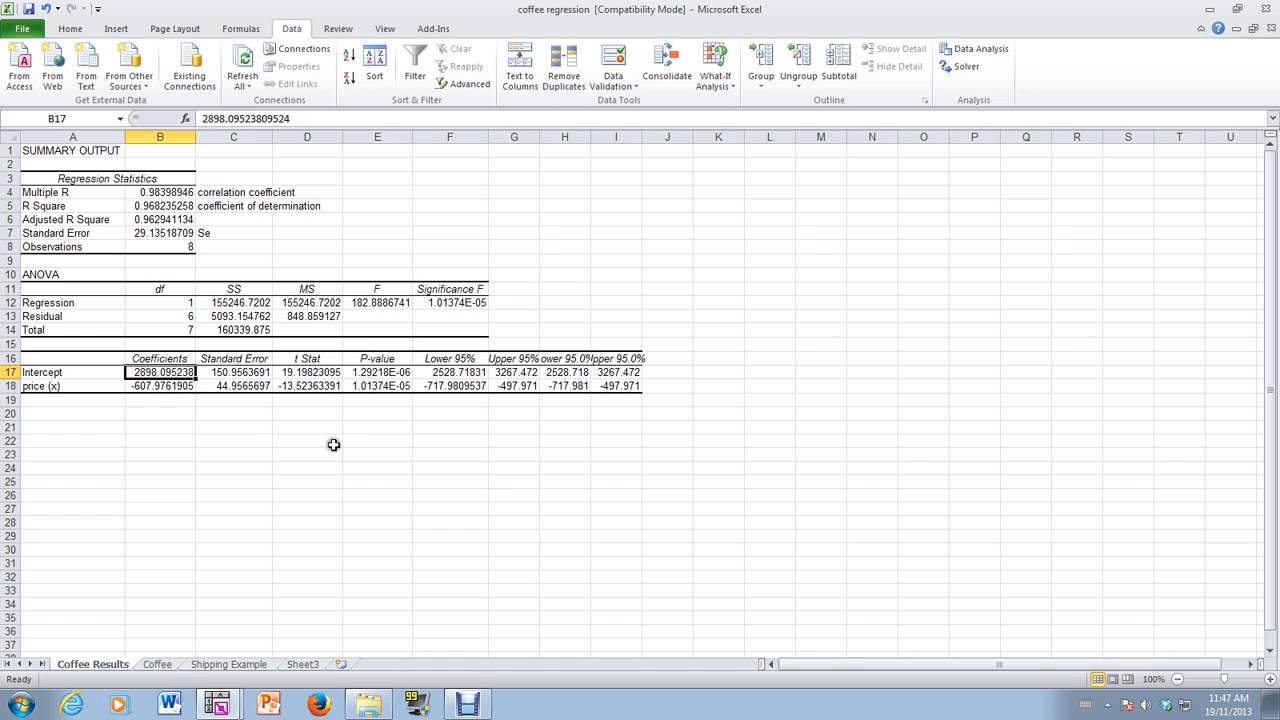 coffee regression [Compatibility Mode] - Microsoft Excel
File Home Insert Page Layout Formulas Data Review View Add-Ins
From Access
From Web
From Text
From Other Sources
Existing Connections
Get External Data
Refresh All
Connections
Properties
Edit Links
Connections
Sort
Filter
Clear
Reapply
Advanced
Sort & Filter
Text to Columns
Remove Duplicates
Data Validation
Consolidate
What-If Analysis
Data Tools
Group
Ungroup
Subtotal
Show Detail
Hide Detail
Outline
Data Analysis
Solver
Analysis
B17 fx 2898.09523809524
A B C D E F G H I J K L M N O P Q R S T U
1 SUMMARY OUTPUT
2
3 Regression Statistics
4 Multiple R 0.98398946 correlation coefficient
5 R Square 0.968235258 coefficient of determination
6 Adjusted R Square 0.962941134
7 Standard Error 29.13518709 Se
8 Observations 8
9
10 ANOVA
11 df SS MS F Significance F
12 Regression 1 155246.7202 155246.7202 182.8886741 1.01374E-05
13 Residual 6 5093.154762 848.859127
14 Total 7 160339.875
15
16 Coefficients Standard Error t Stat P-value Lower 95% Upper 95% ower 95.0% Ipper 95.0%
17 Intercept 2898.095238 150.9563691 19.19823095 1.29218E-06 2528.71831 3267.472 2528.718 3267.472
18 price (x) -607.9761905 44.9565697 -13.52363391 1.01374E-05 -717.9809537 -497.971 -717.981 -497.971
19
20
21
22
23
24
25
26
27
28
29
30
31
32
33
34
35
36
37
Coffee Results Coffee Shipping Example Sheet3
Ready 100%
99
11:47 AM
19/11/2013